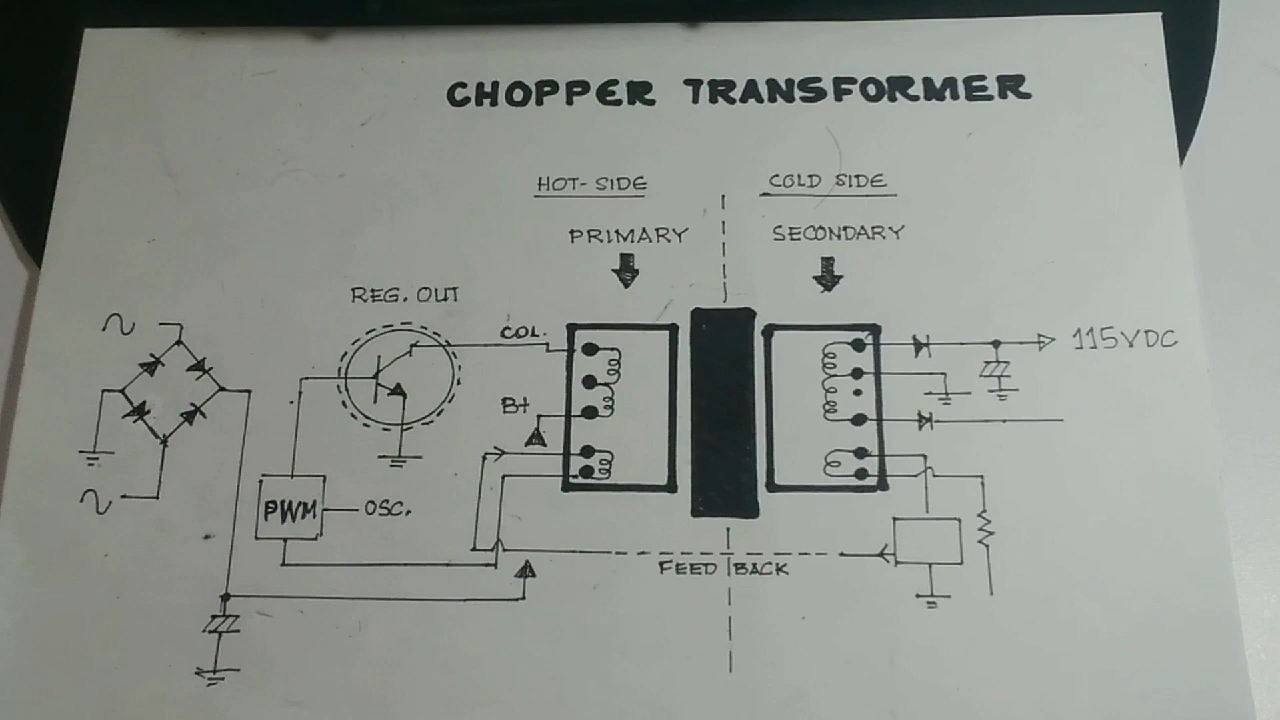 CHOPPER TRANSFORMER
HOT-SIDE
COLD SIDE
PRIMARY
SECONDARY
REG. OUT
COL.
115VDC
B+
PWM
OSC.
FEED BACK